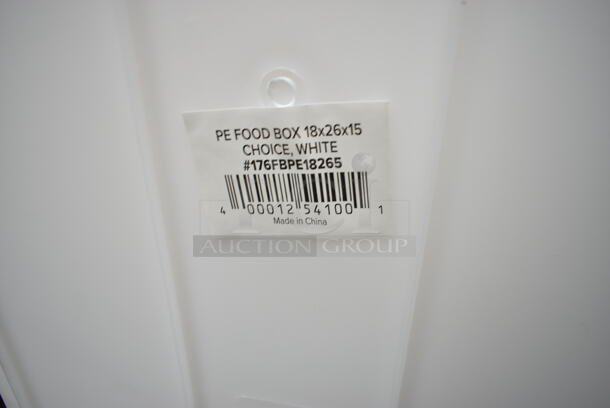 PE FOOD BOX 18x26x15
CHOICE, WHITE
#176FBPE18265
4 00012 54100 1
Made in China
AUCTION GROUP